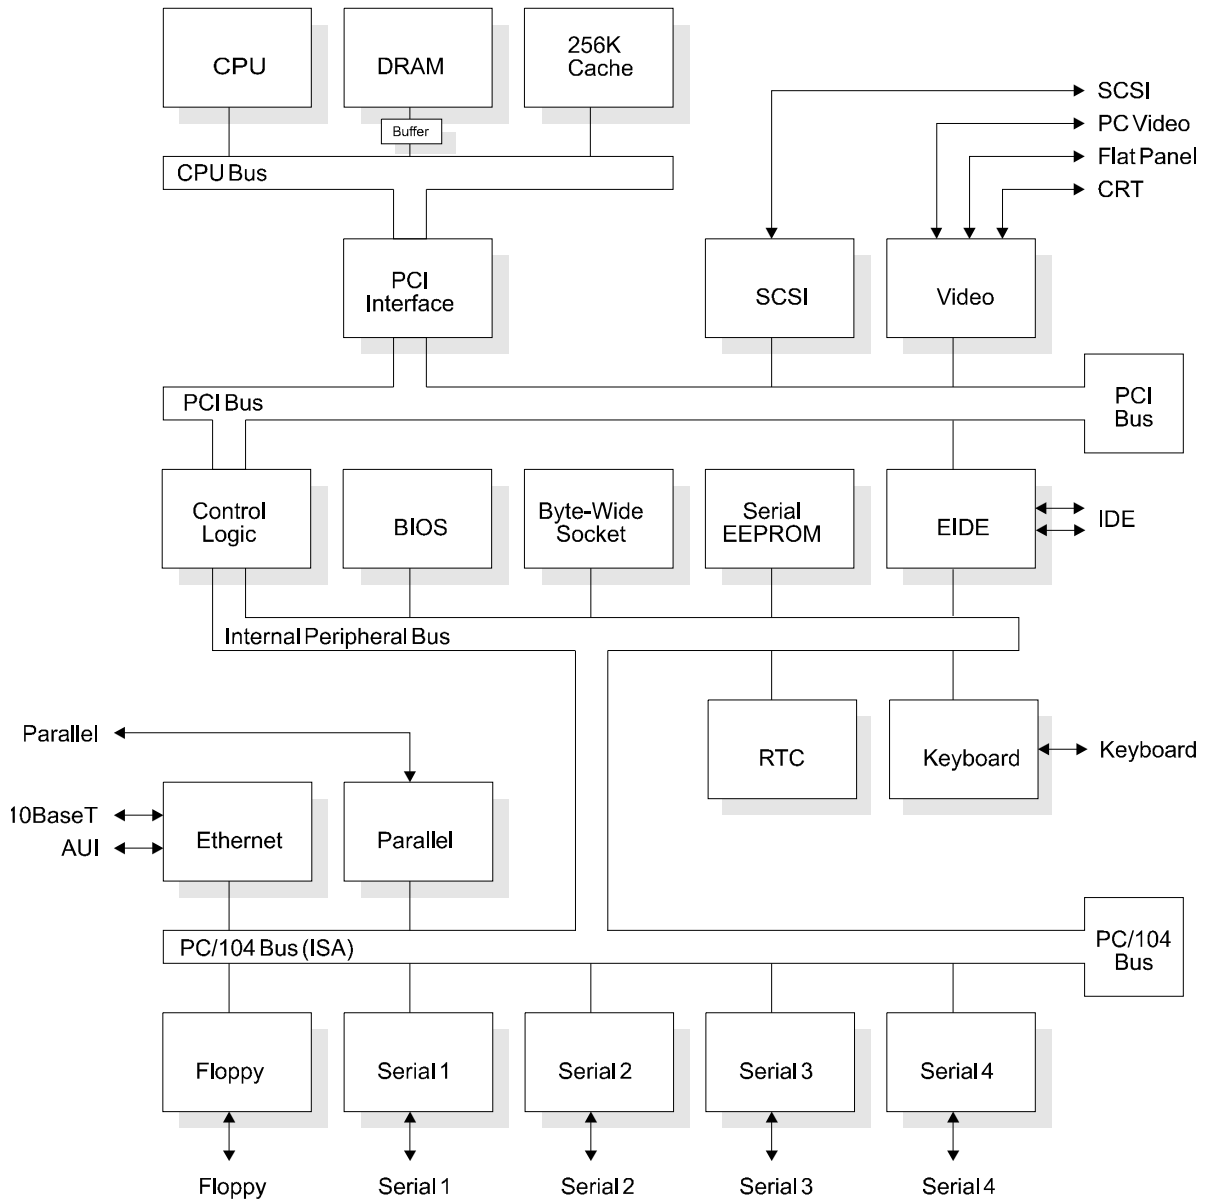 CPU
DRAM
256K
Cache
Buffer
CPU Bus
SCSI
PC Video
Flat Panel
CRT
PCI
Interface
SCSI
Video
PCI Bus
PCI
Bus
Control
Logic
BIOS
Byte-Wide
Socket
Serial
EEPROM
EIDE
IDE
Internal Peripheral Bus
RTC
Keyboard
Keyboard
Parallel
10BaseT
AUI
Ethernet
Parallel
PC/104 Bus (ISA)
PC/104
Bus
Floppy
Serial 1
Serial 2
Serial 3
Serial 4
Floppy
Serial 1
Serial 2
Serial 3
Serial 4